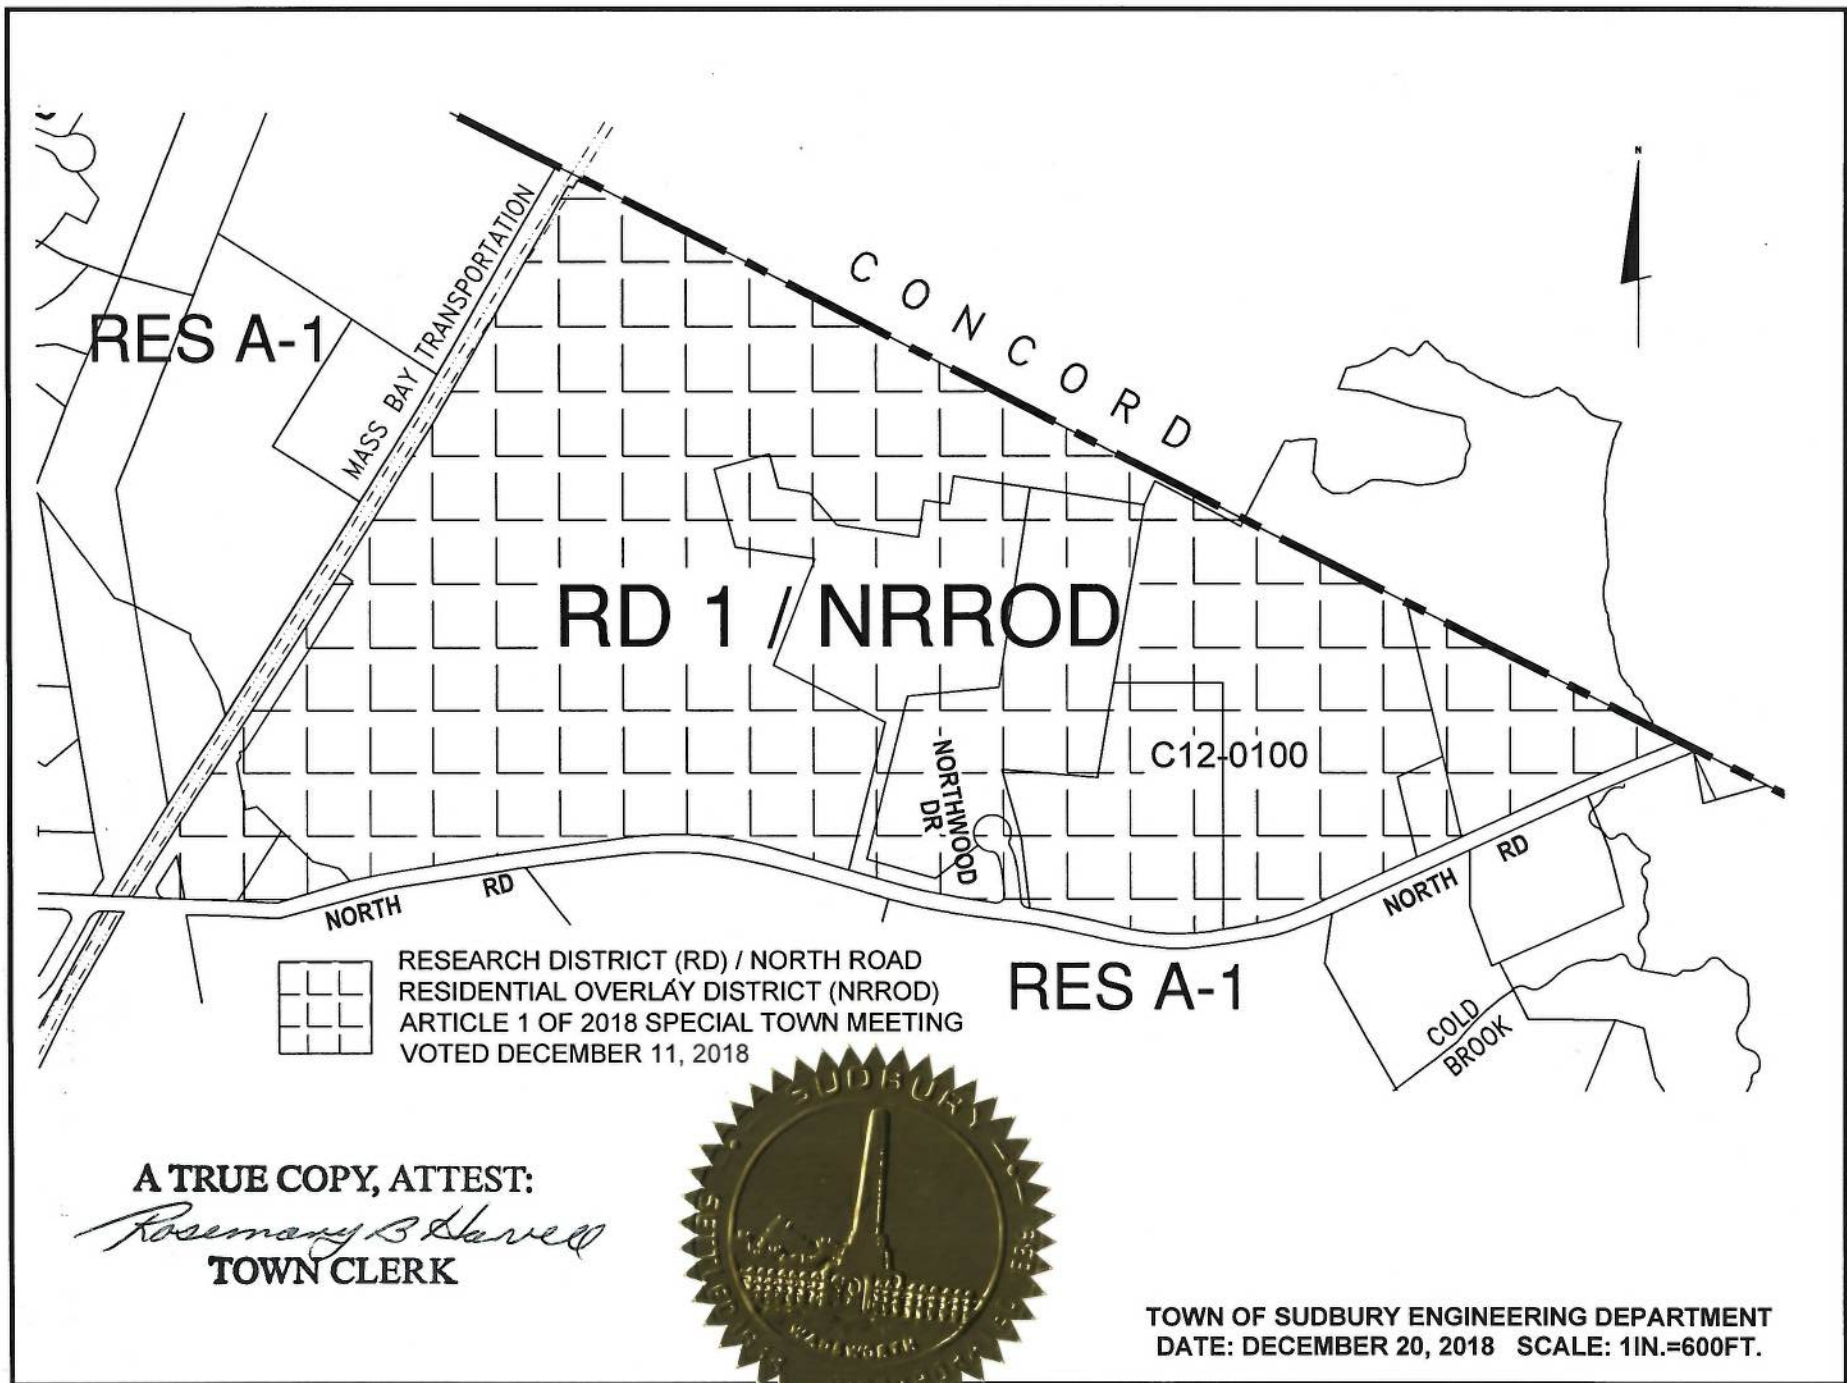 N
CONCORD
MASS BAY TRANSPORTATION
RES A-1
RD 1 / NRROD
C12-0100
NORTHWOOD
DR
NORTH RD
NORTH RD
RES A-1
COLD
BROOK
RESEARCH DISTRICT (RD) / NORTH ROAD
RESIDENTIAL OVERLAY DISTRICT (NRROD)
ARTICLE 1 OF 2018 SPECIAL TOWN MEETING
VOTED DECEMBER 11, 2018
A TRUE COPY, ATTEST:
Rosemary B Harvell
TOWN CLERK
SUDBURY
WADSWORTH
TOWN OF SUDBURY ENGINEERING DEPARTMENT
DATE: DECEMBER 20, 2018 SCALE: 1IN.=600FT.